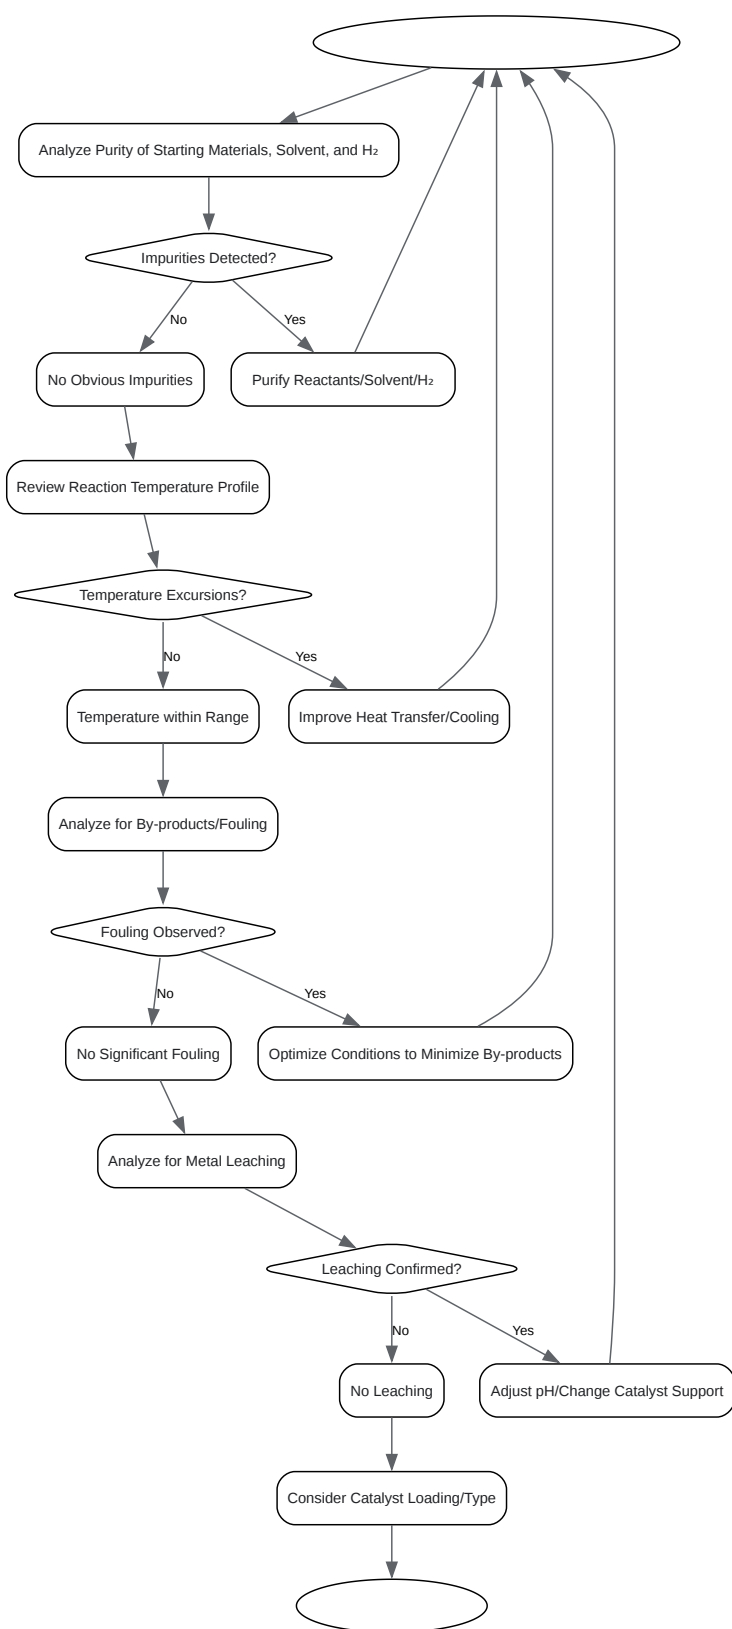 Analyze Purity of Starting Materials, Solvent, and H₂
Impurities Detected?
No
Yes
No Obvious Impurities
Purify Reactants/Solvent/H₂
Review Reaction Temperature Profile
Temperature Excursions?
No
Yes
Temperature within Range
Improve Heat Transfer/Cooling
Analyze for By-products/Fouling
Fouling Observed?
No
Yes
No Significant Fouling
Optimize Conditions to Minimize By-products
Analyze for Metal Leaching
Leaching Confirmed?
No
Yes
No Leaching
Adjust pH/Change Catalyst Support
Consider Catalyst Loading/Type